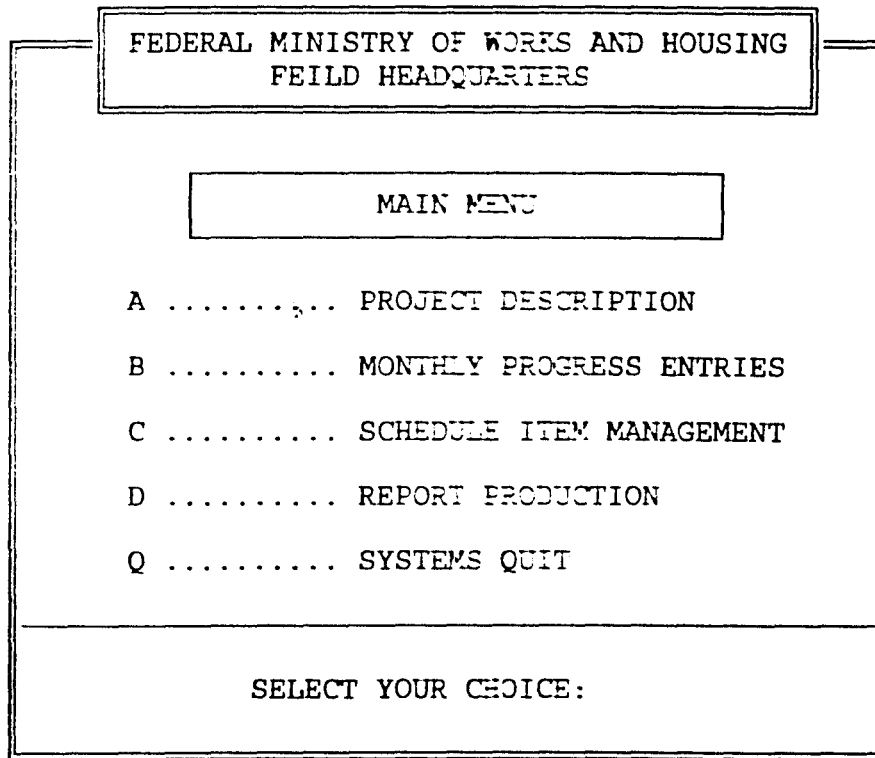 FEDERAL MINISTRY OF WORKS AND HOUSING
FEILD HEADQUARTERS
MAIN MENU
A .......... PROJECT DESCRIPTION
B .......... MONTHLY PROGRESS ENTRIES
C .......... SCHEDULE ITEM MANAGEMENT
D .......... REPORT PRODUCTION
Q .......... SYSTEMS QUIT
SELECT YOUR CHOICE: